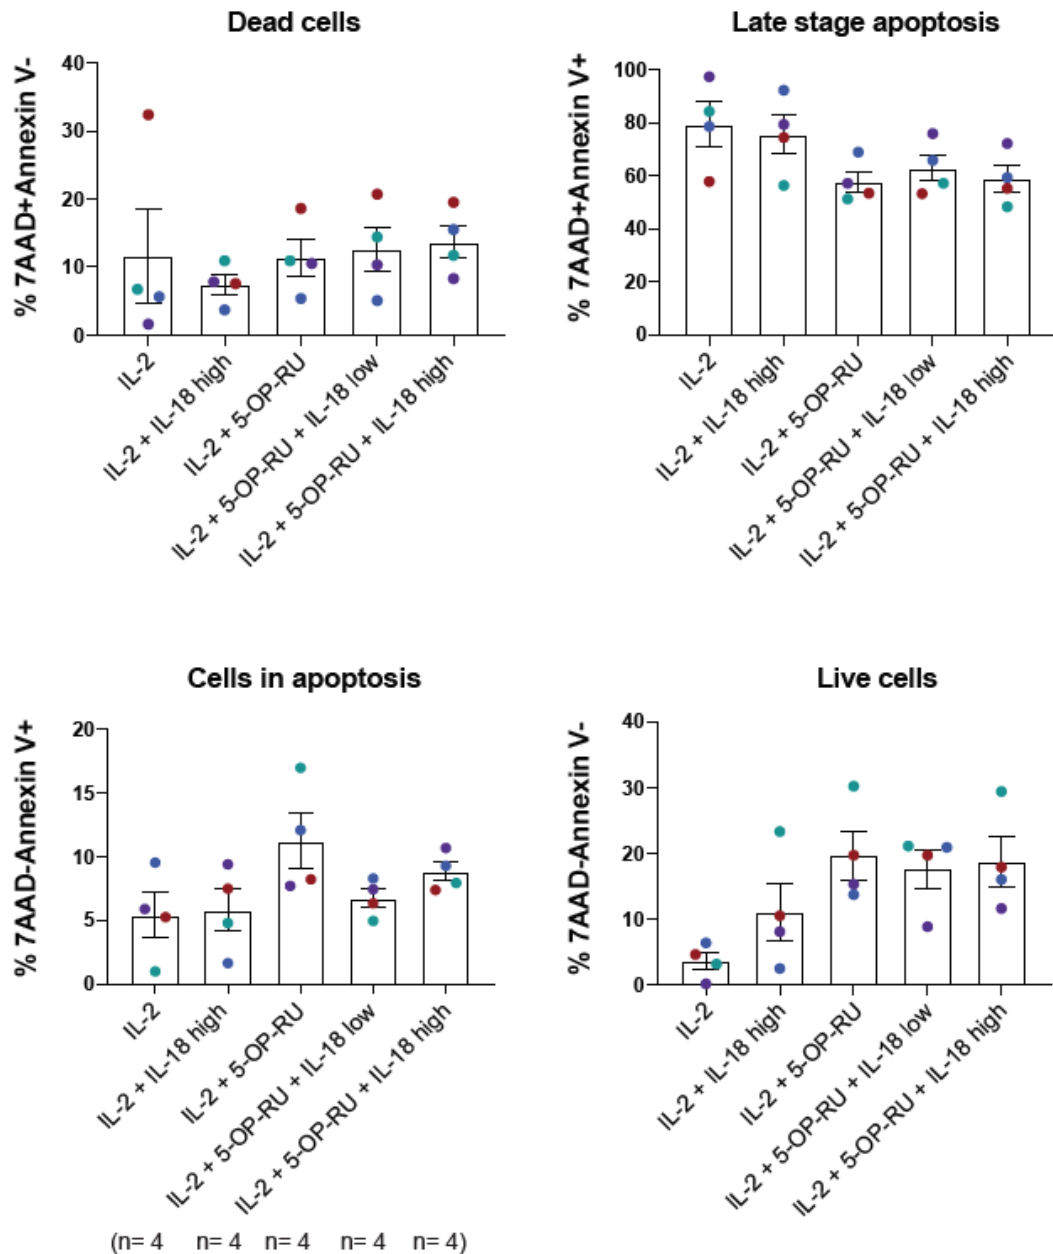 Dead cells
% 7AAD+Annexin V-
40
30
20
10
0
IL-2
IL-2 + IL-18 high
IL-2 + 5-OP-RU
IL-2 + 5-OP-RU + IL-18 low
IL-2 + 5-OP-RU + IL-18 high
Late stage apoptosis
% 7AAD+Annexin V+
100
80
60
40
20
0
IL-2
IL-2 + IL-18 high
IL-2 + 5-OP-RU
IL-2 + 5-OP-RU + IL-18 low
IL-2 + 5-OP-RU + IL-18 high
Cells in apoptosis
% 7AAD-Annexin V+
20
15
10
5
0
IL-2
IL-2 + IL-18 high
IL-2 + 5-OP-RU
IL-2 + 5-OP-RU + IL-18 low
IL-2 + 5-OP-RU + IL-18 high
(n= 4 n= 4 n= 4 n= 4 n= 4)
Live cells
% 7AAD-Annexin V-
40
30
20
10
0
IL-2
IL-2 + IL-18 high
IL-2 + 5-OP-RU
IL-2 + 5-OP-RU + IL-18 low
IL-2 + 5-OP-RU + IL-18 high